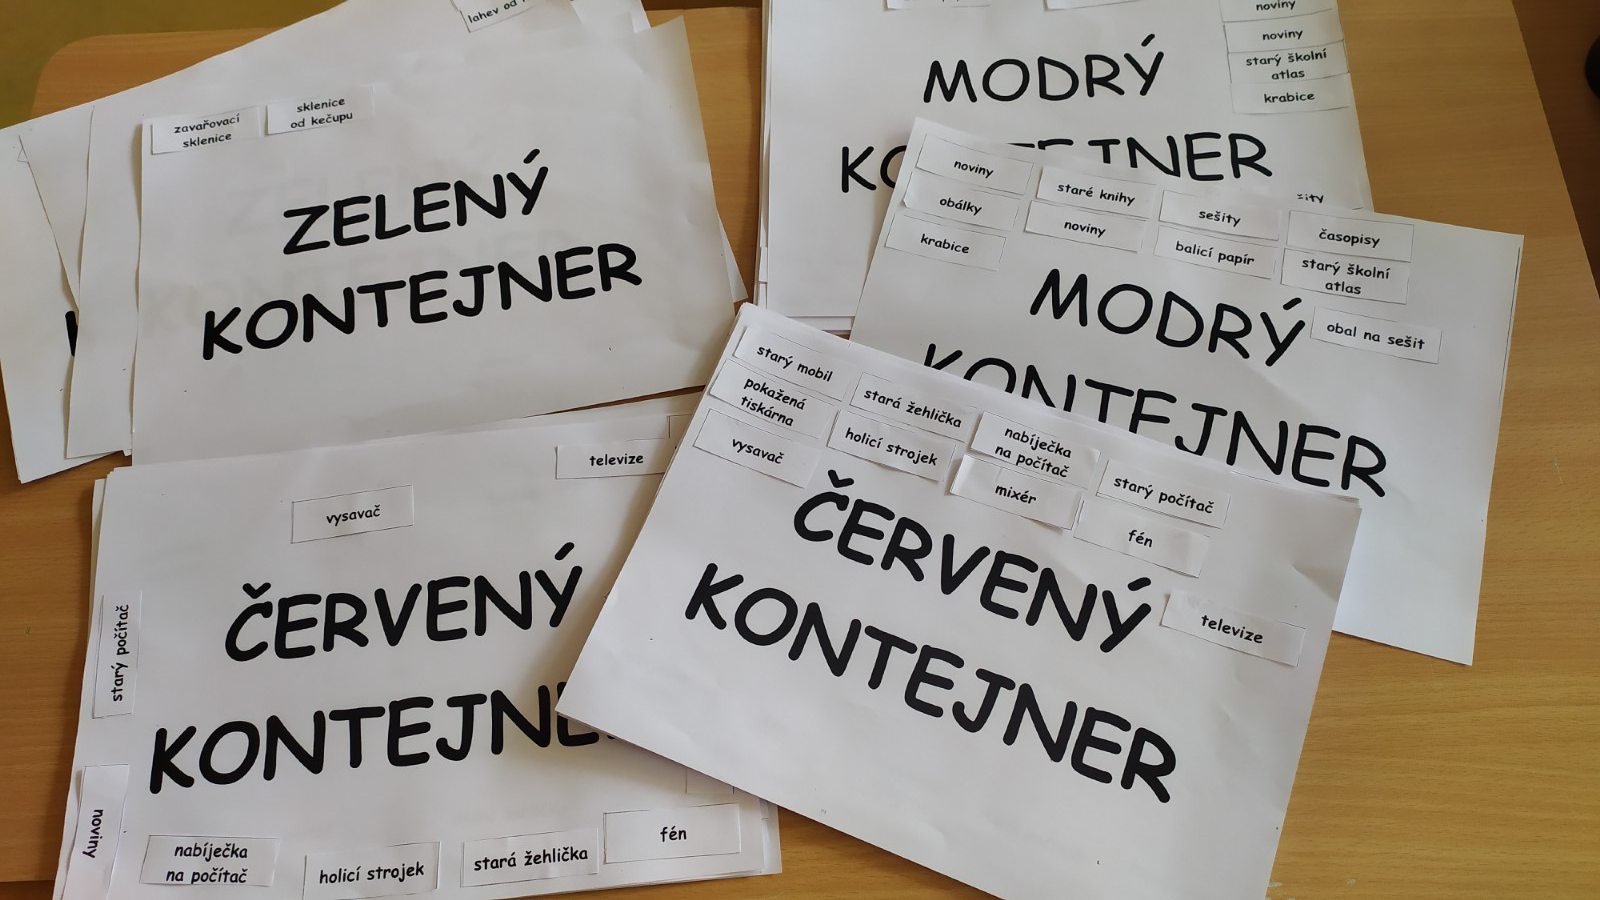 lahev od
zavařovací
sklenice
sklenice
od kečupu
ZELENÝ
KONTEJNER
noviny
noviny
starý školní
atlas
krabice
MODRÝ
KONTEJNER
noviny
obálky
krabice
staré knihy
noviny
sešity
balicí papír
časopisy
starý školní
atlas
obal na sešit
MODRÝ
KONTEJNER
televize
vysavač
starý počítač
noviny
ČERVENÝ
KONTEJNER
nabíječka
na počítač
holicí strojek
stará žehlička
fén
starý mobil
pokažená
tiskárna
vysavač
stará žehlička
holicí strojek
nabíječka
na počítač
mixér
starý počítač
fén
televize
ČERVENÝ
KONTEJNER